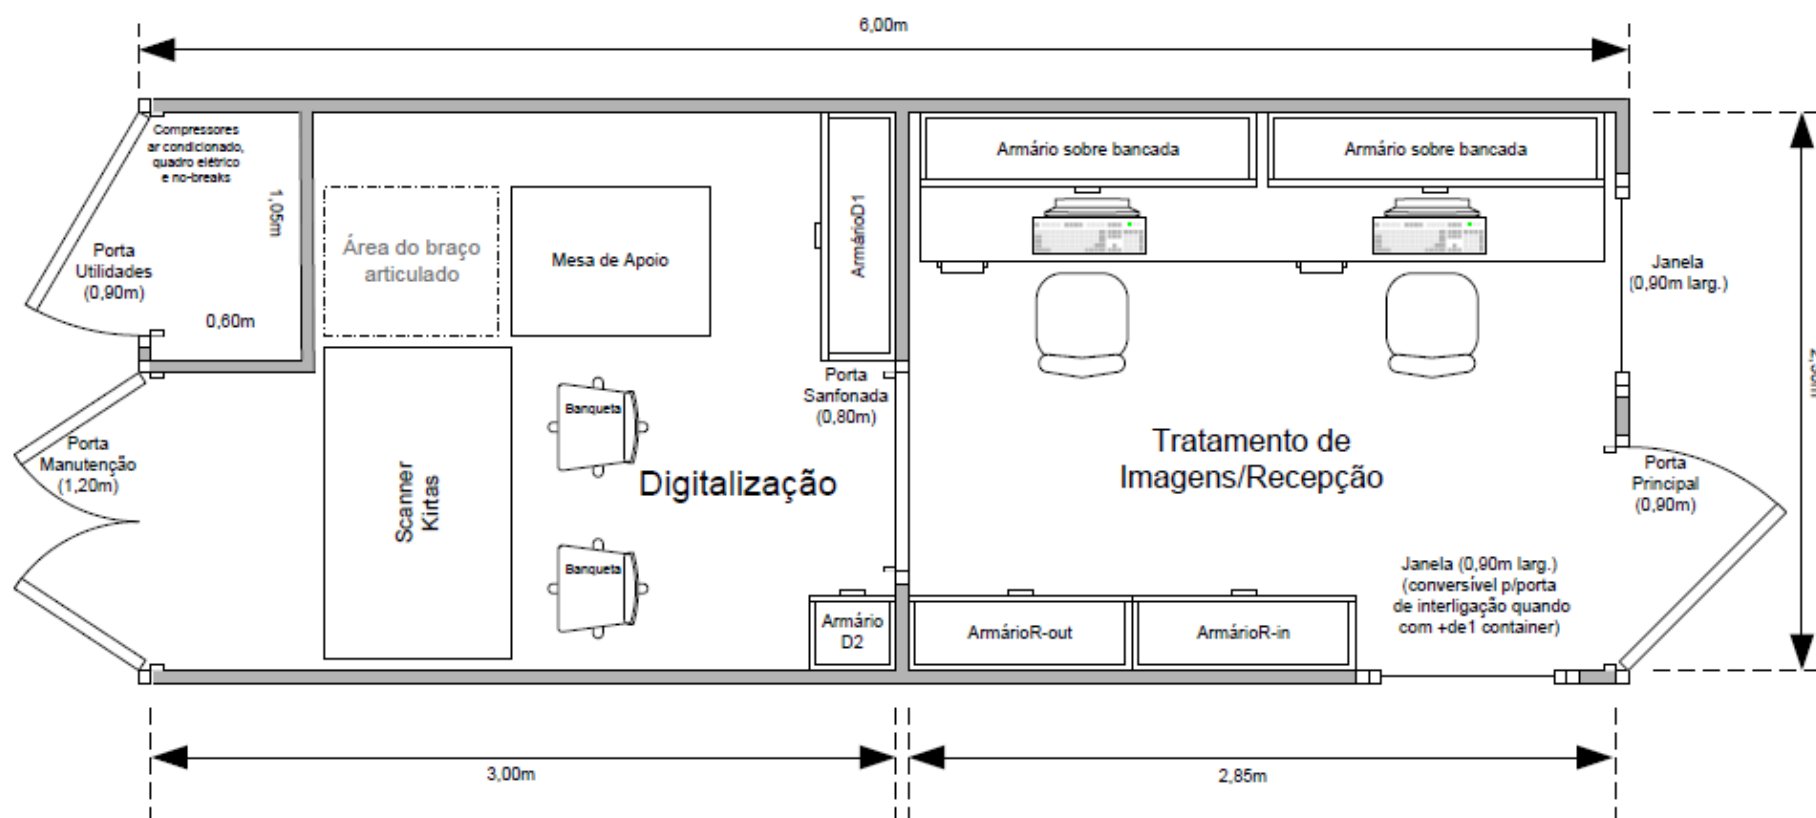 6,00m
Compressores
ar condicionado,
quadro elétrico
e no-breaks
1,05m
0,60m
Porta
Utilidades
(0,90m)
Porta
Manutenção
(1,20m)
Área do braço
articulado
Mesa de Apoio
ArmárioD1
Scanner
Kirtas
Banqueta
Banqueta
Digitalização
Porta
Sanfonada
(0,80m)
Armário
D2
Armário sobre bancada
Armário sobre bancada
Janela
(0,90m larg.)
Tratamento de
Imagens/Recepção
Porta
Principal
(0,90m)
Janela (0,90m larg.)
(conversível p/porta
de interligação quando
com +de1 container)
ArmárioR-out
ArmárioR-in
3,00m
2,85m